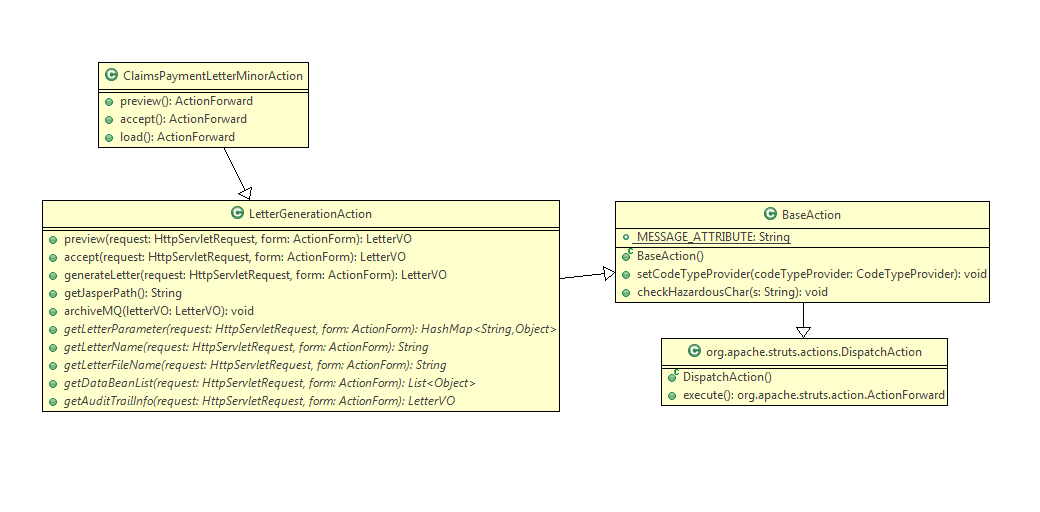 ClaimsPaymentLetterMinorAction
preview(): ActionForward
accept(): ActionForward
load(): ActionForward
LetterGenerationAction
preview(request: HttpServletRequest, form: ActionForm): LetterVO
accept(request: HttpServletRequest, form: ActionForm): LetterVO
generateLetter(request: HttpServletRequest, form: ActionForm): LetterVO
getJasperPath(): String
archiveMQ(letterVO: LetterVO): void
getLetterParameter(request: HttpServletRequest, form: ActionForm): HashMap<String,Object>
getLetterName(request: HttpServletRequest, form: ActionForm): String
getLetterFileName(request: HttpServletRequest, form: ActionForm): String
getDataBeanList(request: HttpServletRequest, form: ActionForm): List<Object>
getAuditTrailInfo(request: HttpServletRequest, form: ActionForm): LetterVO
BaseAction
_MESSAGE_ATTRIBUTE: String
BaseAction()
setCodeTypeProvider(codeTypeProvider: CodeTypeProvider): void
checkHazardousChar(s: String): void
org.apache.struts.actions.DispatchAction
DispatchAction()
execute(): org.apache.struts.action.ActionForward